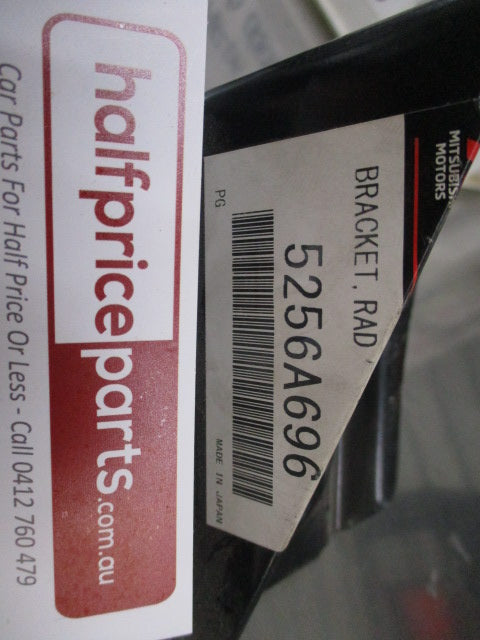 halfpriceparts.com.au
Car Parts For Half Price Or Less - Call 0412 760 479
MOTORS
BRACKET, RAD
5256A696
PG
MADE IN JAPAN